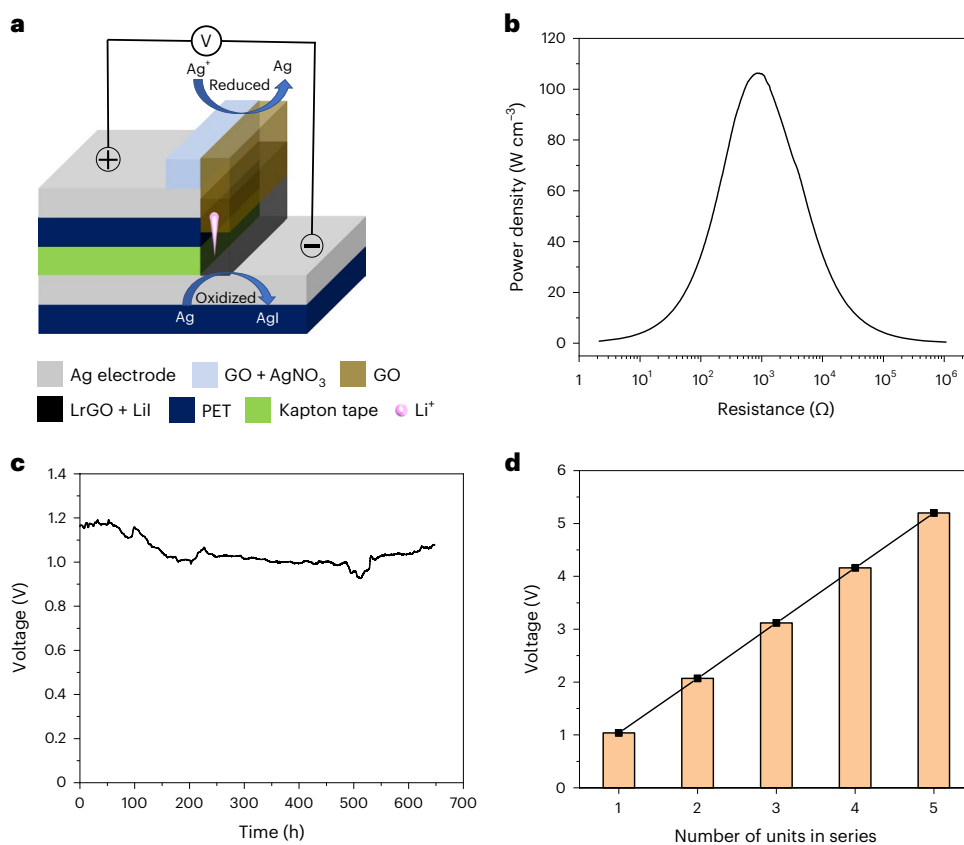 a
V
Ag⁺
Ag
Reduced
+
−
Oxidized
Ag
AgI
Ag electrode
GO + AgNO₃
GO
LrGO + LiI
PET
Kapton tape
Li⁺
b
120
100
80
60
40
20
0
Power density (W cm⁻³)
1
10¹
10²
10³
10⁴
10⁵
10⁶
Resistance (Ω)
c
1.4
1.2
1.0
0.8
0.6
0.4
0.2
0
Voltage (V)
0
100
200
300
400
500
600
700
Time (h)
d
6
5
4
3
2
1
0
Voltage (V)
1
2
3
4
5
Number of units in series